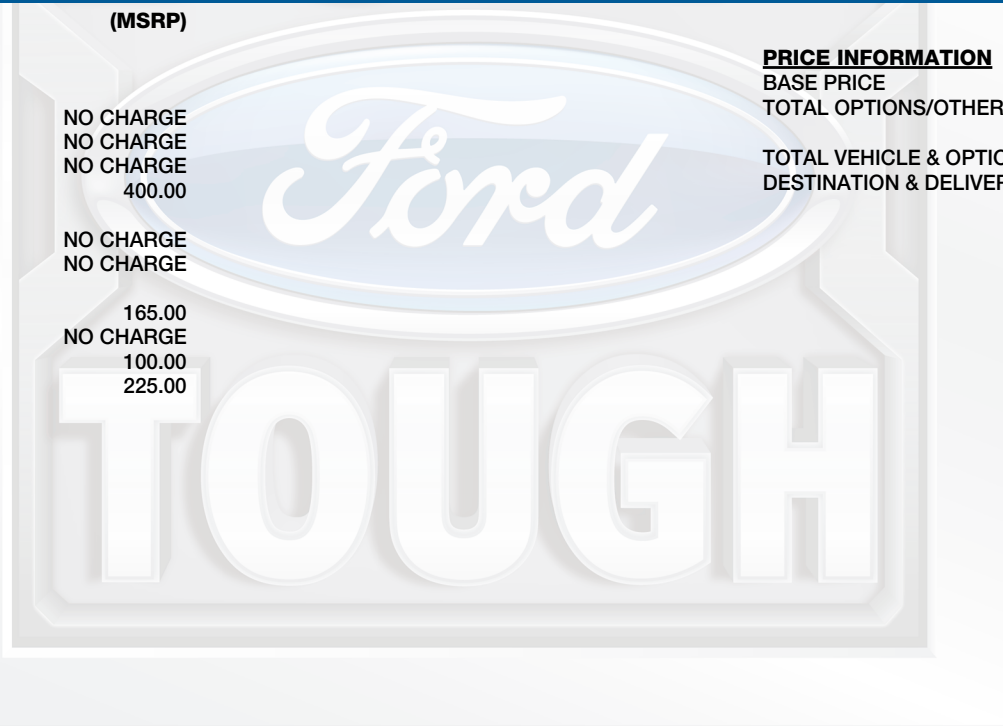 (MSRP)
NO CHARGE
NO CHARGE
NO CHARGE
400.00
NO CHARGE
NO CHARGE
165.00
NO CHARGE
100.00
225.00
PRICE INFORMATION
BASE PRICE
TOTAL OPTIONS/OTHER
TOTAL VEHICLE & OPTIO
DESTINATION & DELIVER
Ford
TOUGH